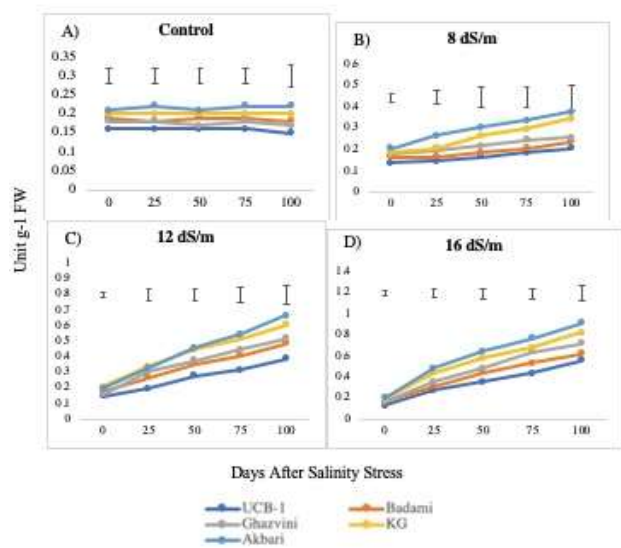 A)
Control
0.35
0.3
0.25
0.2
0.15
0.1
0.05
0
0 25 50 75 100
B)
8 dS/m
0.6
0.5
0.4
0.3
0.2
0.1
0
0 25 50 75 100
Unit g-1 FW
C)
12 dS/m
1
0.9
0.8
0.7
0.6
0.5
0.4
0.3
0.2
0.1
0
0 25 50 75 100
D)
16 dS/m
1.4
1.2
1
0.8
0.6
0.4
0.2
0
0 25 50 75 100
Days After Salinity Stress
UCB-1 Badami
Ghazvini KG
Akbari